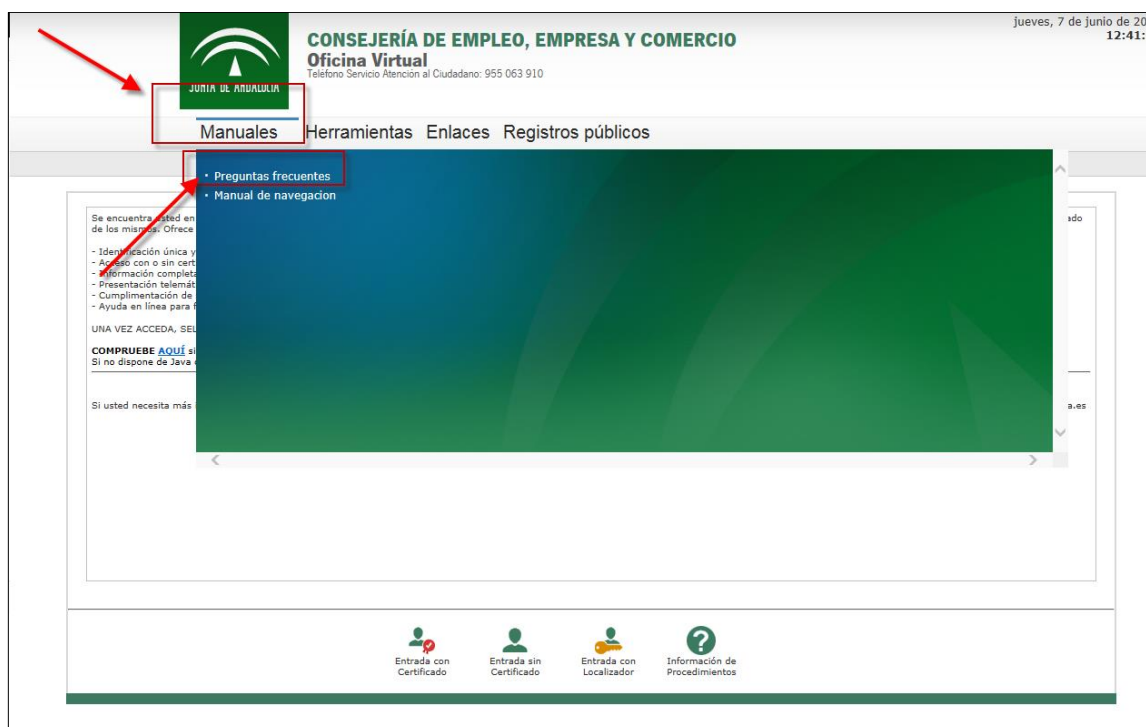 jueves, 7 de junio de 20
12:41:
CONSEJERÍA DE EMPLEO, EMPRESA Y COMERCIO
Oficina Virtual
Teléfono Servicio Atención al Ciudadano: 955 063 910
JUNTA DE ANDALUCIA
Manuales Herramientas Enlaces Registros públicos
· Preguntas frecuentes
· Manual de navegacion
Se encuentra usted en ado
de los mismos. Ofrece
- Identificación única y
- Acceso con o sin cert
- Información completa
- Presentación telemát
- Cumplimentación de
- Ayuda en línea para f
UNA VEZ ACCEDA, SEL
COMPRUEBE AQUÍ si
Si no dispone de Java
Si usted necesita más a.es
Entrada con
Certificado
Entrada sin
Certificado
Entrada con
Localizador
Información de
Procedimientos